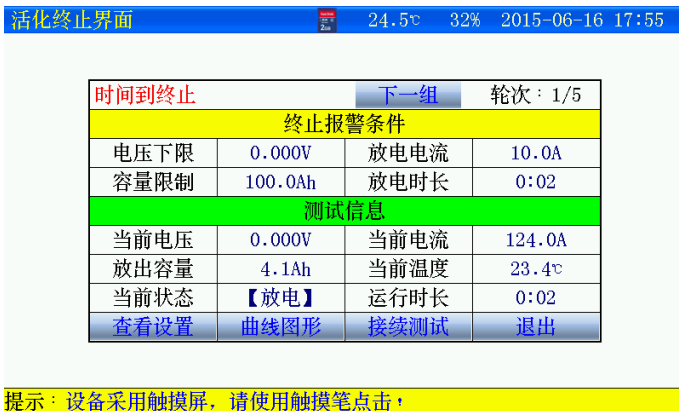 活化终止界面 24.5℃ 32% 2015-06-16 17:55
时间到终止 下一组 轮次：1/5
终止报警条件
电压下限 0.000V 放电电流 10.0A
容量限制 100.0Ah 放电时长 0:02
测试信息
当前电压 0.000V 当前电流 124.0A
放出容量 4.1Ah 当前温度 23.4℃
当前状态 【放电】 运行时长 0:02
查看设置 曲线图形 接续测试 退出
提示：设备采用触摸屏，请使用触摸笔点击！